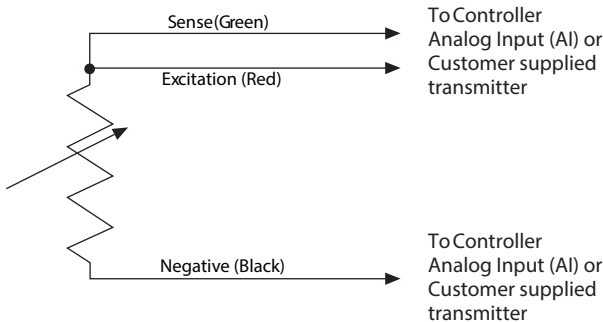 Sense(Green)
To Controller
Analog Input (AI) or
Customer supplied
transmitter
Excitation (Red)
Negative (Black)
To Controller
Analog Input (AI) or
Customer supplied
transmitter